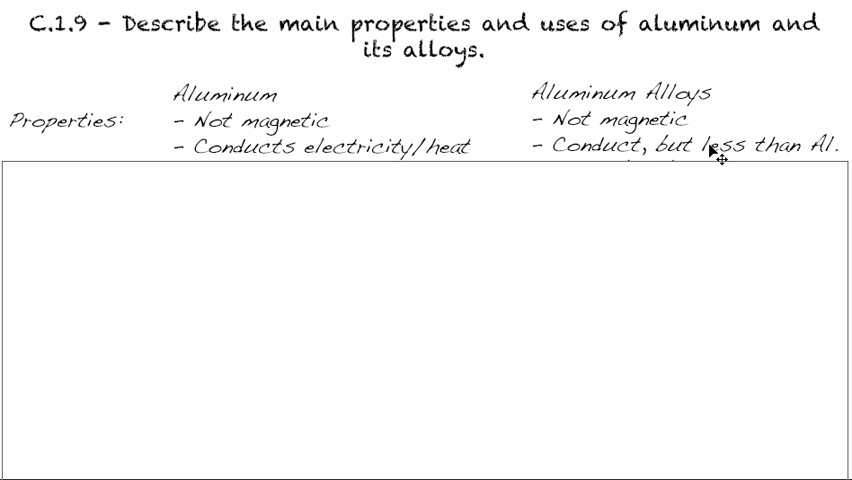 C.1.9 - Describe the main properties and uses of aluminum and
its alloys.
Aluminum Aluminum Alloys
Properties: - Not magnetic - Not magnetic
- Conducts electricity/heat - Conduct, but less than Al.